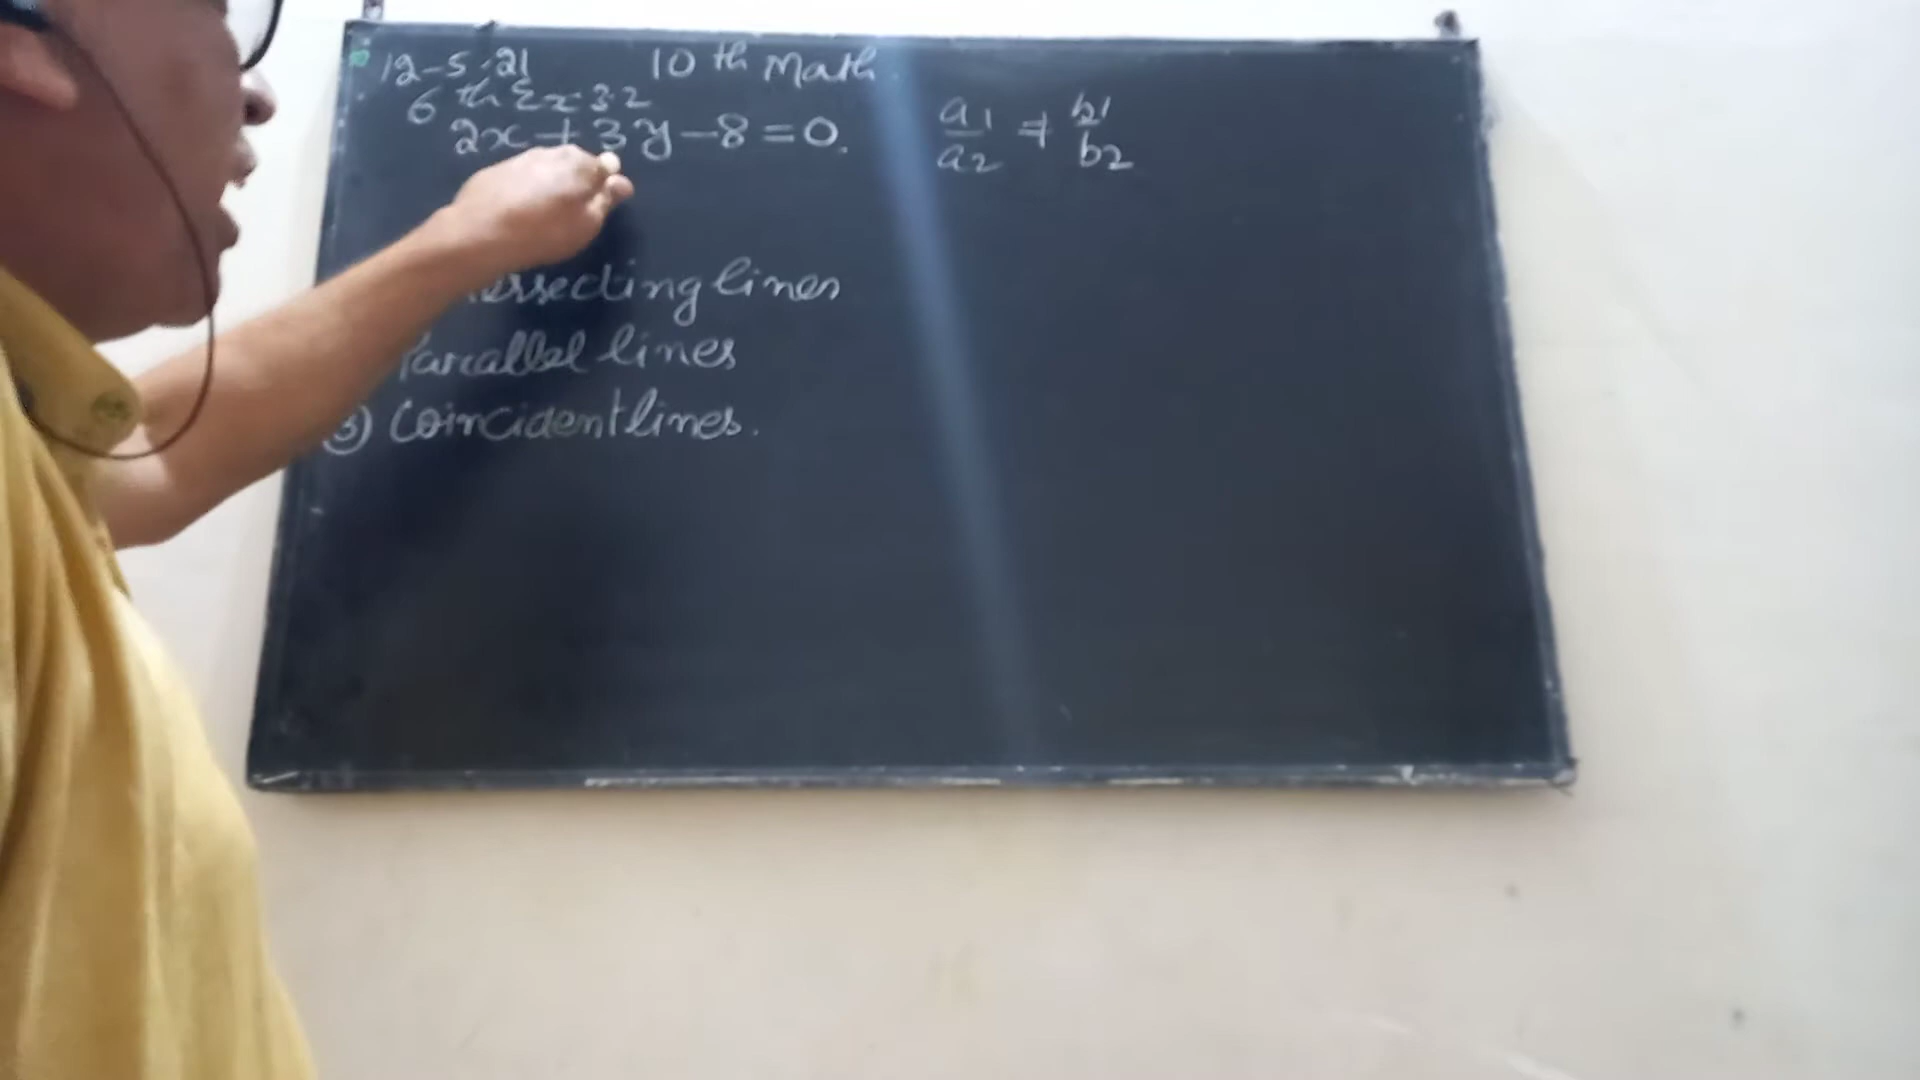 12-5-21 10 th Math
6 th Ex 3.2
2x + 3y - 8 = 0.
a1/a2 ≠ b1/b2
lines
Parallel lines
3) Coincident lines.